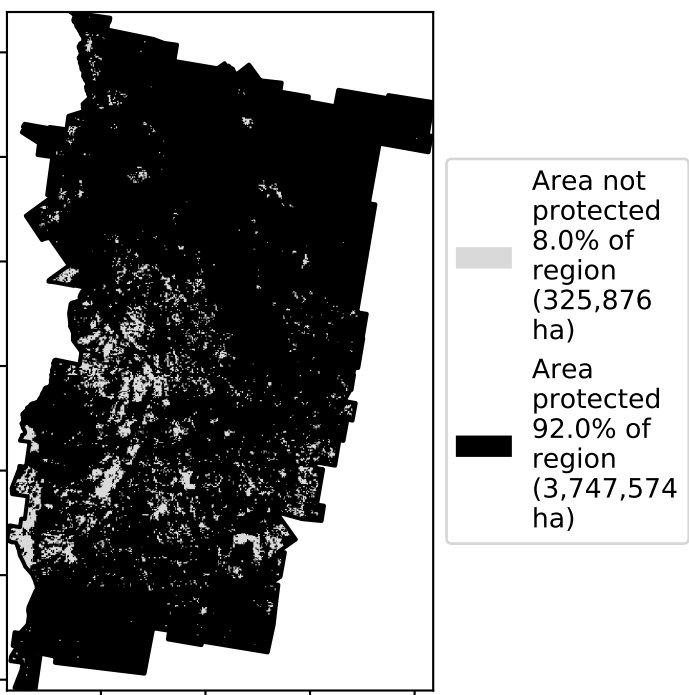 Area not
protected
8.0% of
region
(325,876
ha)
Area
protected
92.0% of
region
(3,747,574
ha)